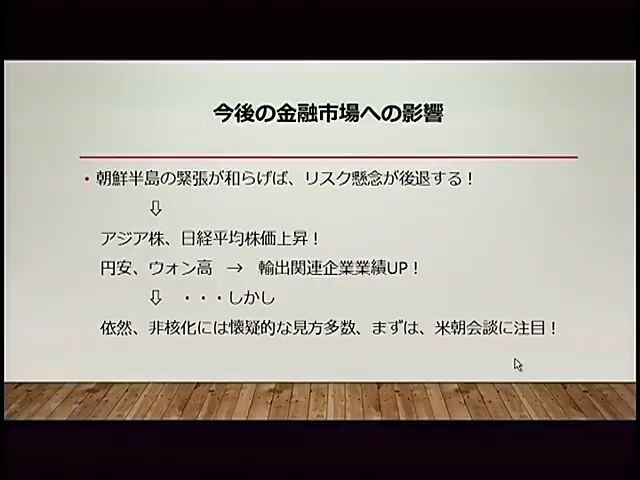 今後の金融市場への影響
・朝鮮半島の緊張が和らげば、リスク懸念が後退する！
⇩
アジア株、日経平均株価上昇！
円安、ウォン高　→　輸出関連企業業績UP！
⇩　・・・しかし
依然、非核化には懐疑的な見方多数、まずは、米朝会談に注目！